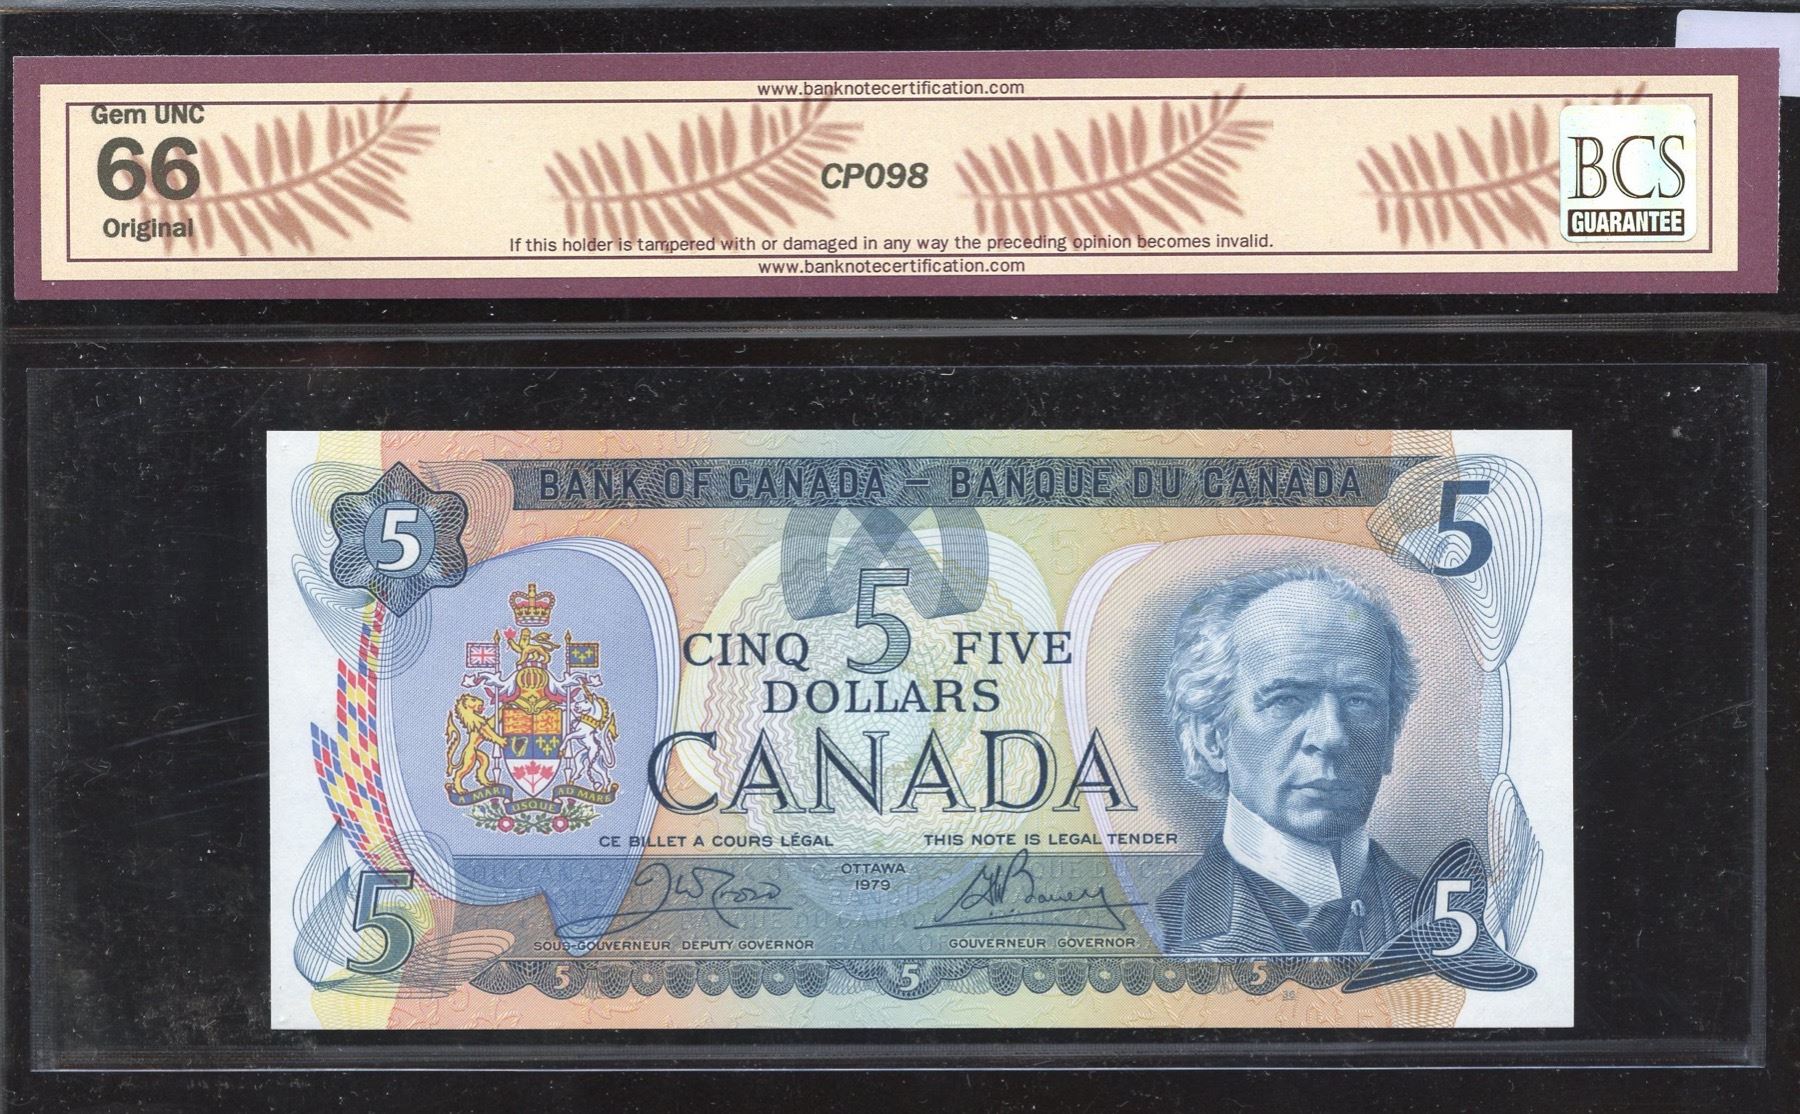 www.banknotecertification.com
Gem UNC
66
Original
CP098
BCS
GUARANTEE
If this holder is tampered with or damaged in any way the preceding opinion becomes invalid.
www.banknotecertification.com
BANK OF CANADA – BANQUE DU CANADA
5
5
5
CINQ FIVE
DOLLARS
CANADA
A MARI USQUE AD MARE
CE BILLET A COURS LÉGAL THIS NOTE IS LEGAL TENDER
OTTAWA
1979
5
5
SOUS-GOUVERNEUR DEPUTY GOVERNOR GOUVERNEUR GOVERNOR
5 5 5